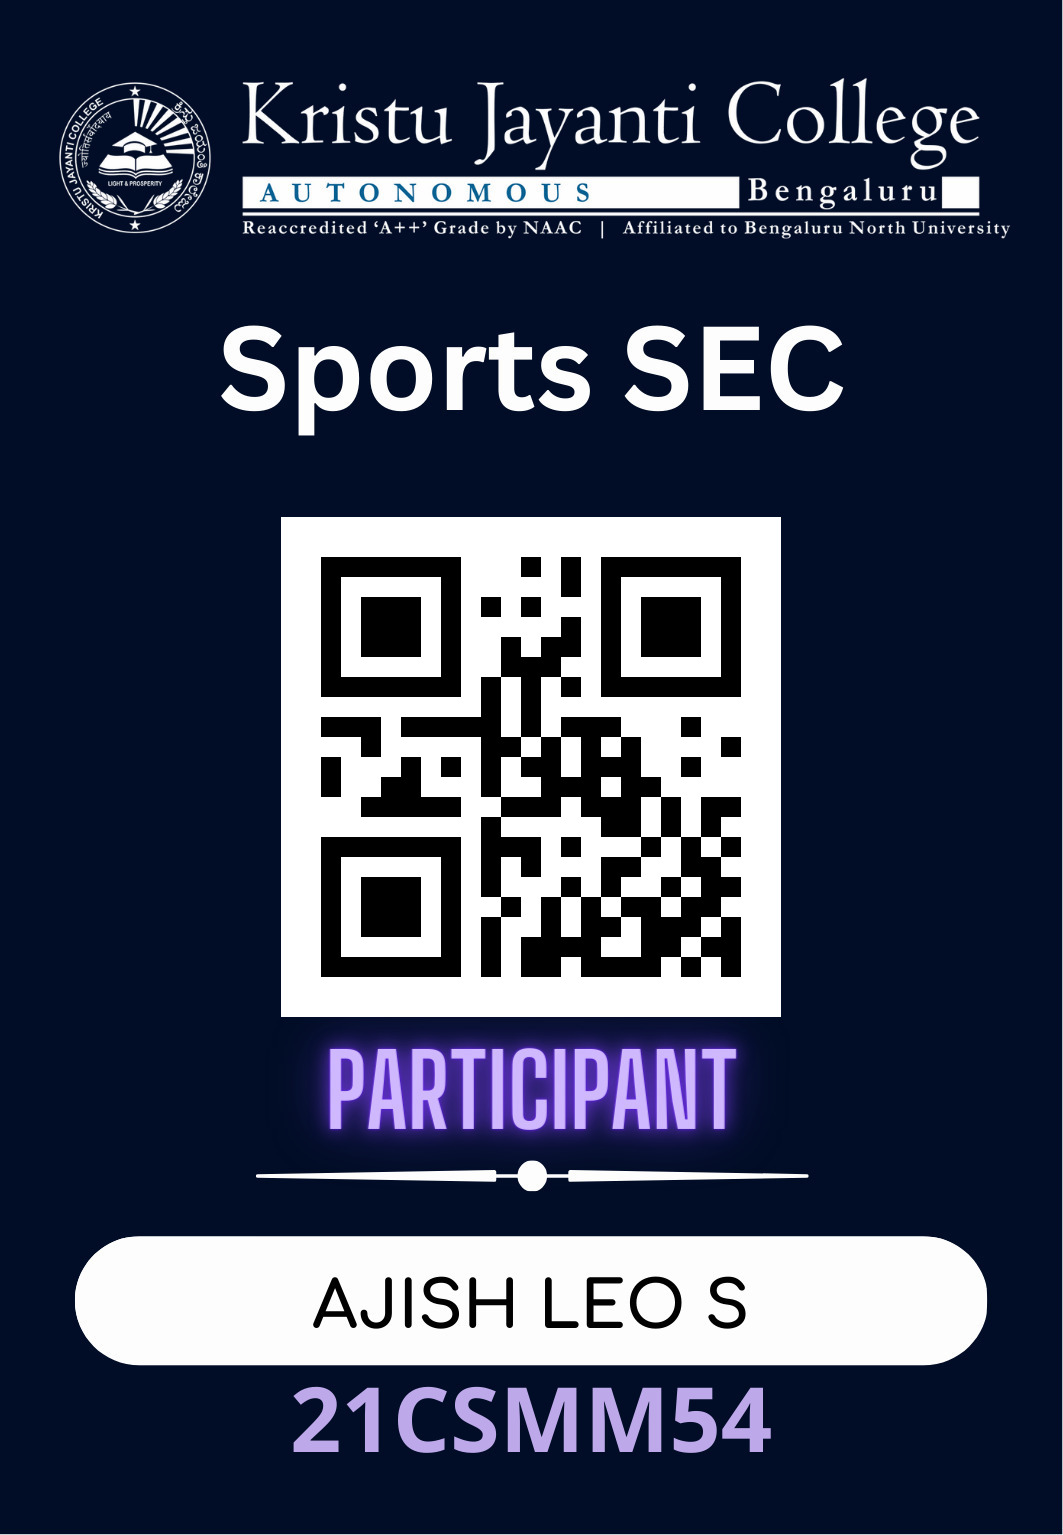 Kristu Jayanti College
AUTONOMOUS Bengaluru
Reaccredited ‘A++’ Grade by NAAC | Affiliated to Bengaluru North University
KRISTU JAYANTI COLLEGE
ಕ್ರಿಸ್ತು ಜಯಂತಿ ಕಾಲೇಜು
LIGHT & PROSPERITY
Sports SEC
PARTICIPANT
AJISH LEO S
21CSMM54